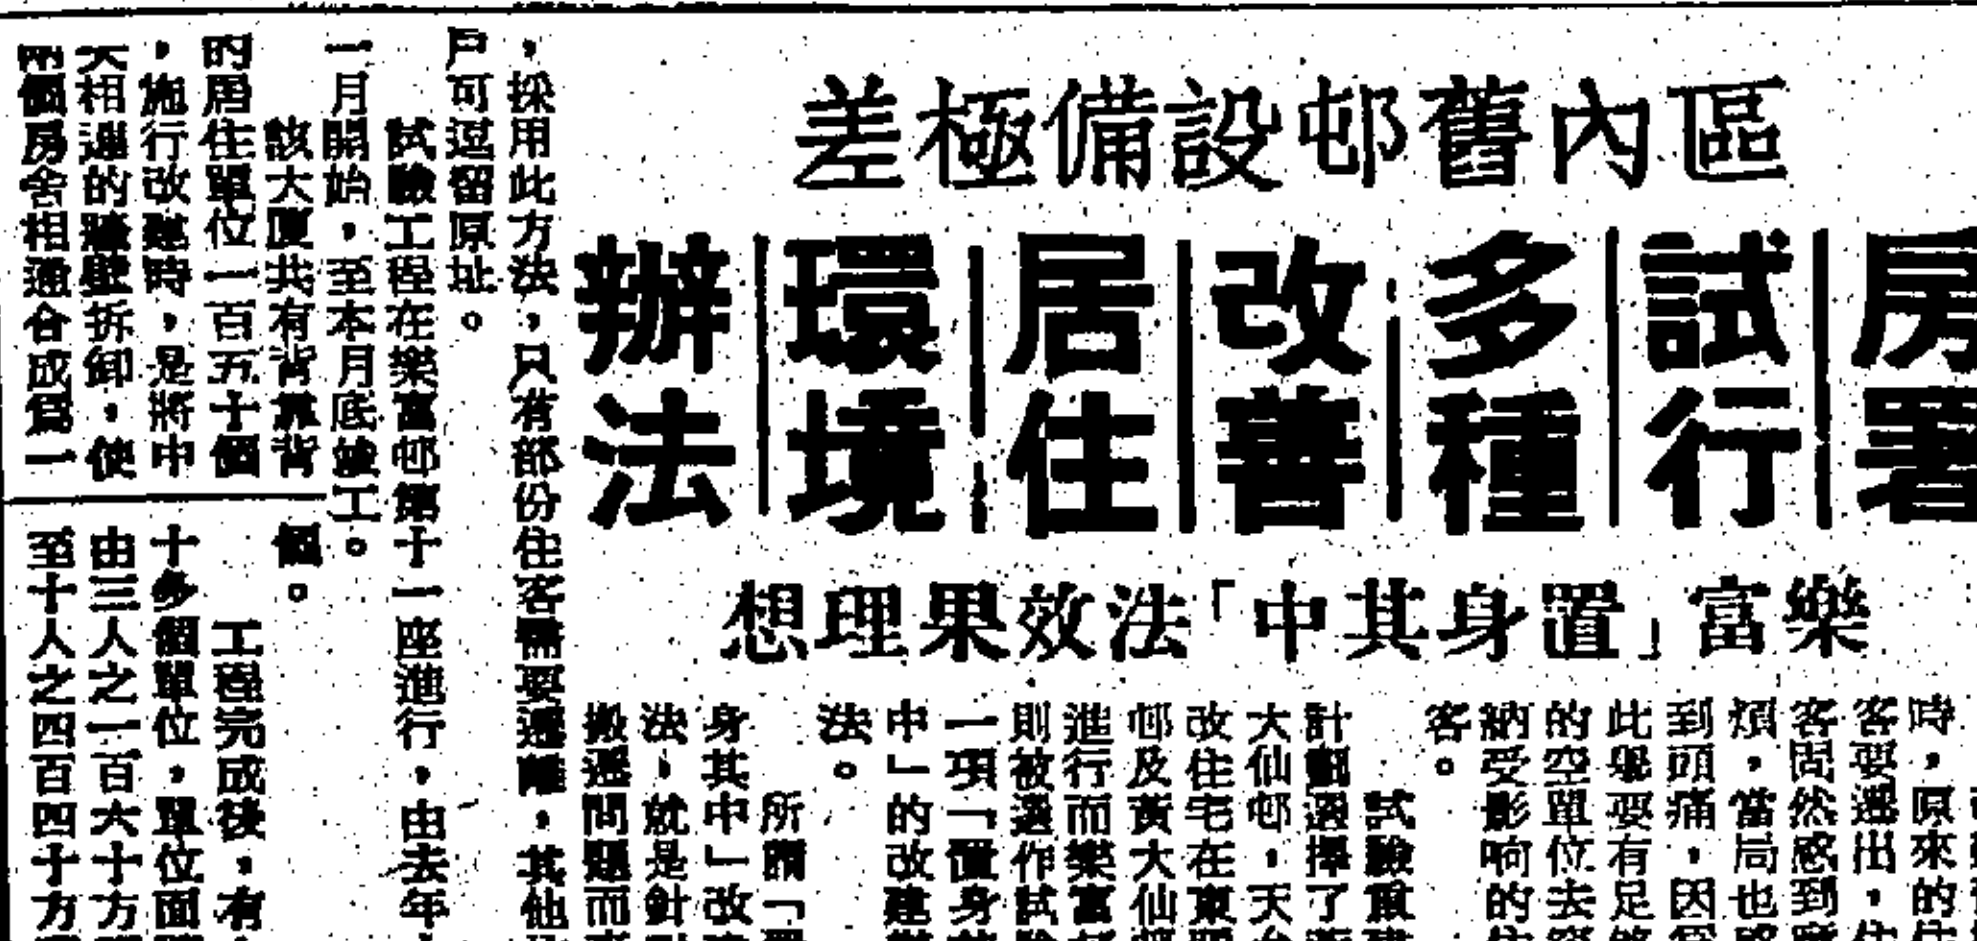 區內舊邨設備極差
房署試行多種改善居住環境辦法
樂富「置身其中」法效果理想
時，原來的住
客要遷出，住
客固然感到
煩，當局也感
到頭痛，因爲
此舉要有足夠
的空單位去容
納受影响的住
客。
試驗重建
計劃選擇了
大仙邨，天台
改住宅在東頭
邨及黃大仙邨
進行而樂富邨
則被選作試驗
一項「置身其
中」的改建辦
法。
所謂「置
身其中」改建
法，就是針對
搬遷問題而
，採用此方法，只有部份住客需要遷離，其他
戶可逗留原址。
試驗工程在樂富邨第十一座進行，由去年
一月開始，至本月底竣工。
該大厦共有背靠背
的居住單位一百五十個
，施行改建時，是將中
央相連的牆壁拆卸，使
兩個房舍相通合成爲一
個。
工程完成後，有
十多個單位，單位面
由三人之一百六十方
至十人之四百四十方